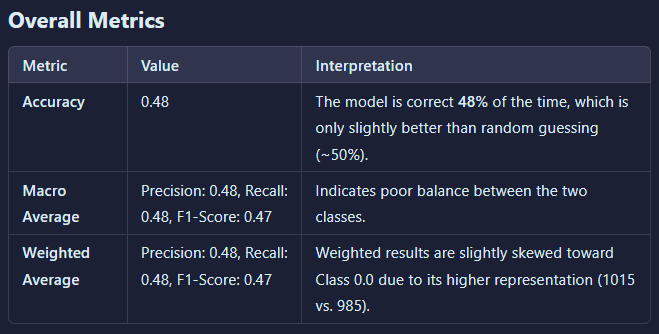 Overall Metrics
Metric Value Interpretation
Accuracy 0.48 The model is correct 48% of the time, which is
only slightly better than random guessing
(~50%).
Macro Precision: 0.48, Recall: Indicates poor balance between the two
Average 0.48, F1-Score: 0.47 classes.
Weighted Precision: 0.48, Recall: Weighted results are slightly skewed toward
Average 0.48, F1-Score: 0.47 Class 0.0 due to its higher representation (1015
vs. 985).